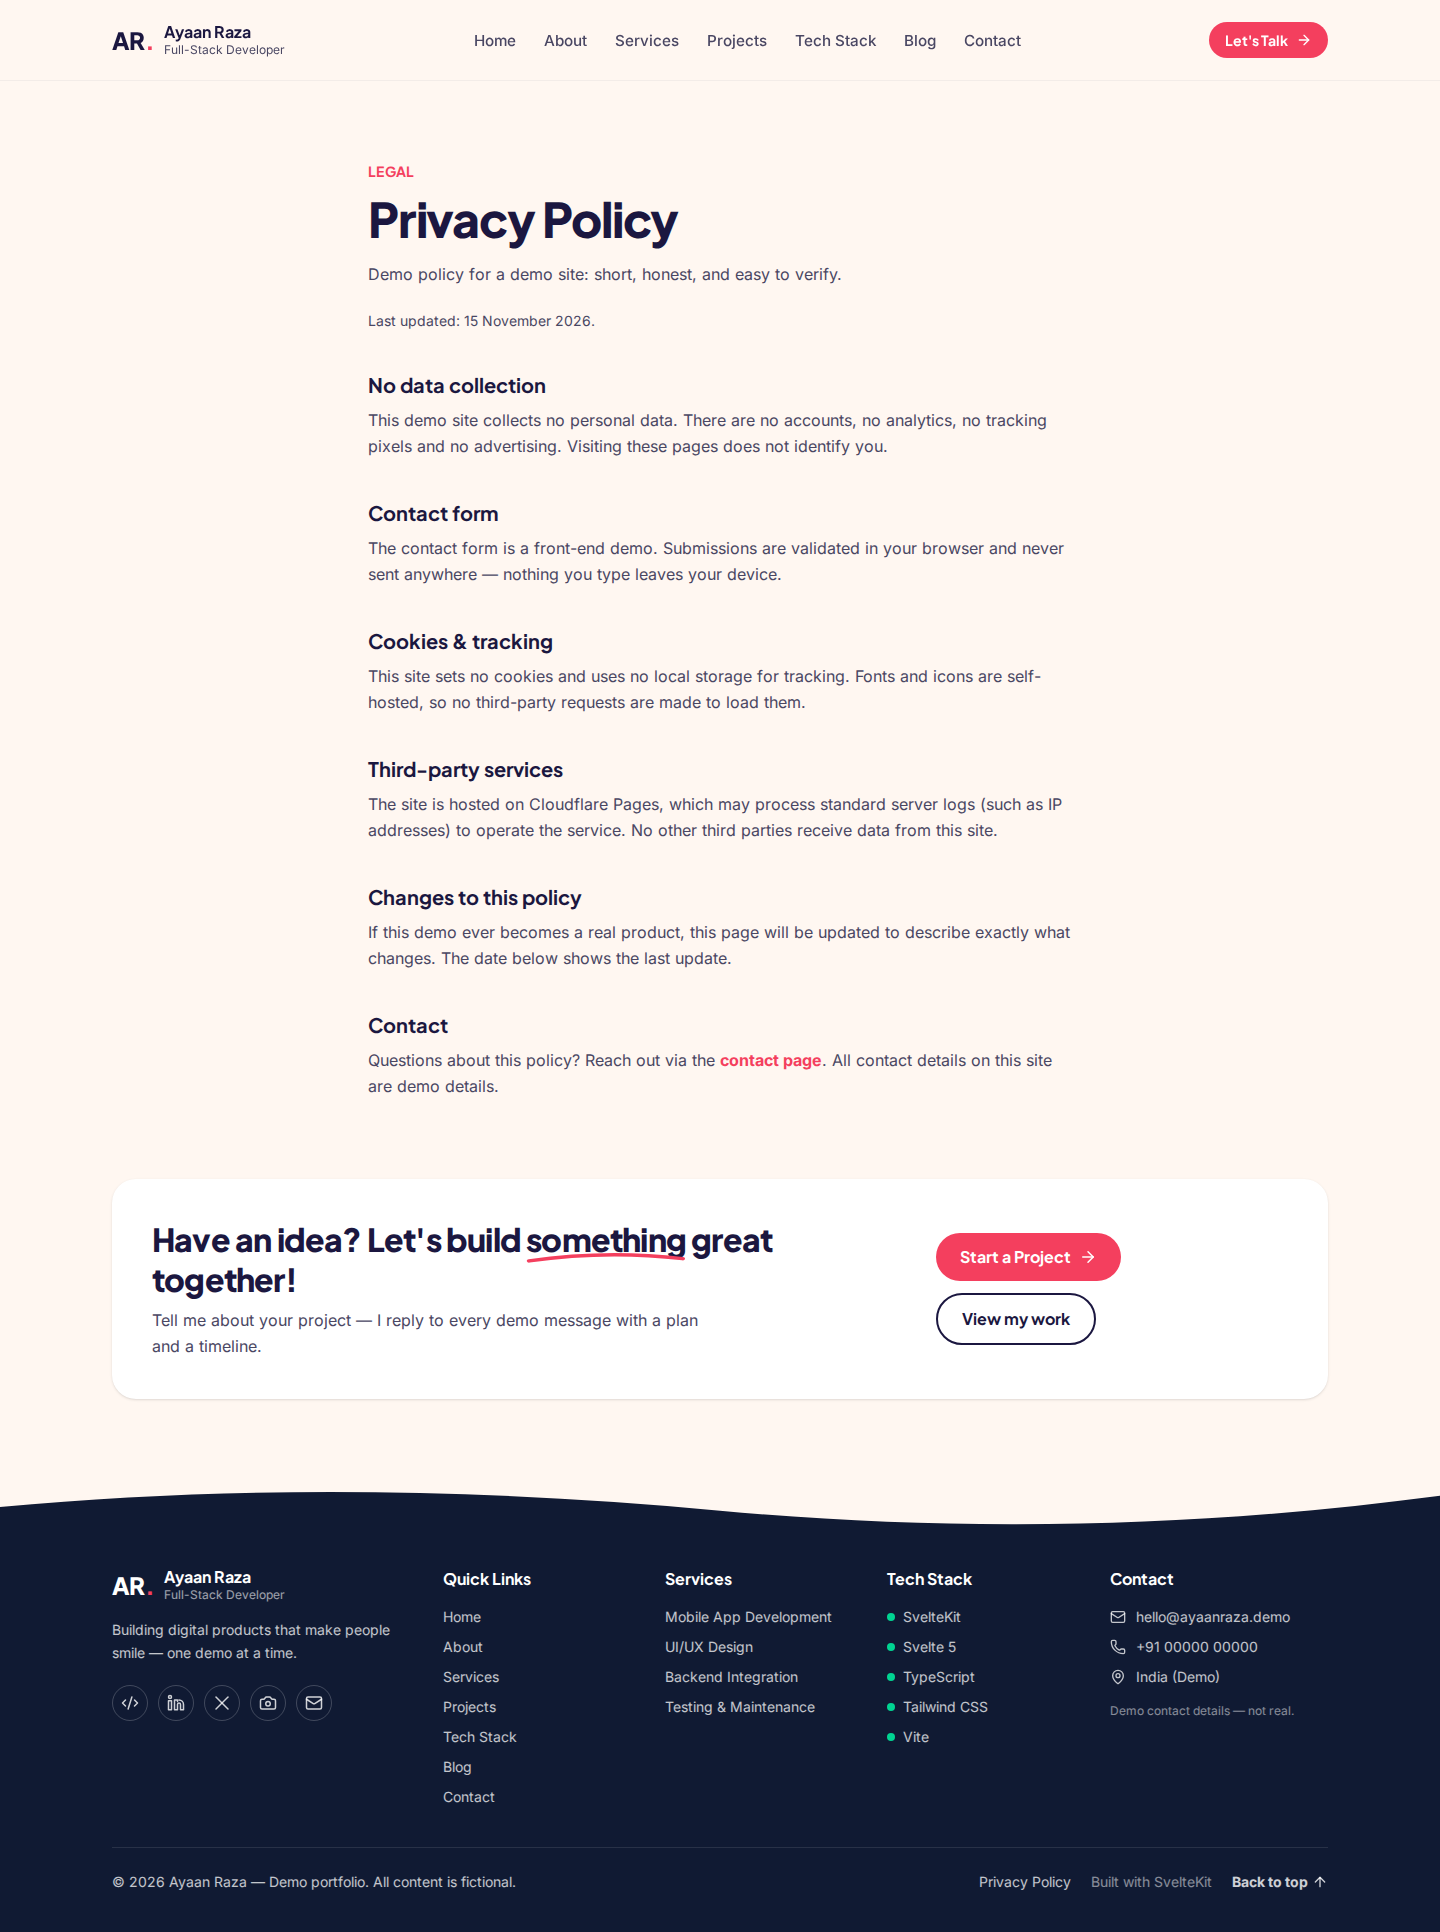 AR.
Ayaan Raza
Full-Stack Developer
Home About Services Projects Tech Stack Blog Contact
Let's Talk →
LEGAL
Privacy Policy
Demo policy for a demo site: short, honest, and easy to verify.
Last updated: 15 November 2026.
No data collection
This demo site collects no personal data. There are no accounts, no analytics, no tracking
pixels and no advertising. Visiting these pages does not identify you.
Contact form
The contact form is a front-end demo. Submissions are validated in your browser and never
sent anywhere — nothing you type leaves your device.
Cookies & tracking
This site sets no cookies and uses no local storage for tracking. Fonts and icons are self-
hosted, so no third-party requests are made to load them.
Third-party services
The site is hosted on Cloudflare Pages, which may process standard server logs (such as IP
addresses) to operate the service. No other third parties receive data from this site.
Changes to this policy
If this demo ever becomes a real product, this page will be updated to describe exactly what
changes. The date below shows the last update.
Contact
Questions about this policy? Reach out via the contact page. All contact details on this site
are demo details.
Have an idea? Let's build something great
together!
Tell me about your project — I reply to every demo message with a plan
and a timeline.
Start a Project →
View my work
AR.
Ayaan Raza
Full-Stack Developer
Building digital products that make people
smile — one demo at a time.
Quick Links
Home
About
Services
Projects
Tech Stack
Blog
Contact
Services
Mobile App Development
UI/UX Design
Backend Integration
Testing & Maintenance
Tech Stack
SvelteKit
Svelte 5
TypeScript
Tailwind CSS
Vite
Contact
hello@ayaanraza.demo
+91 00000 00000
India (Demo)
Demo contact details — not real.
© 2026 Ayaan Raza — Demo portfolio. All content is fictional.
Privacy Policy Built with SvelteKit Back to top ↑